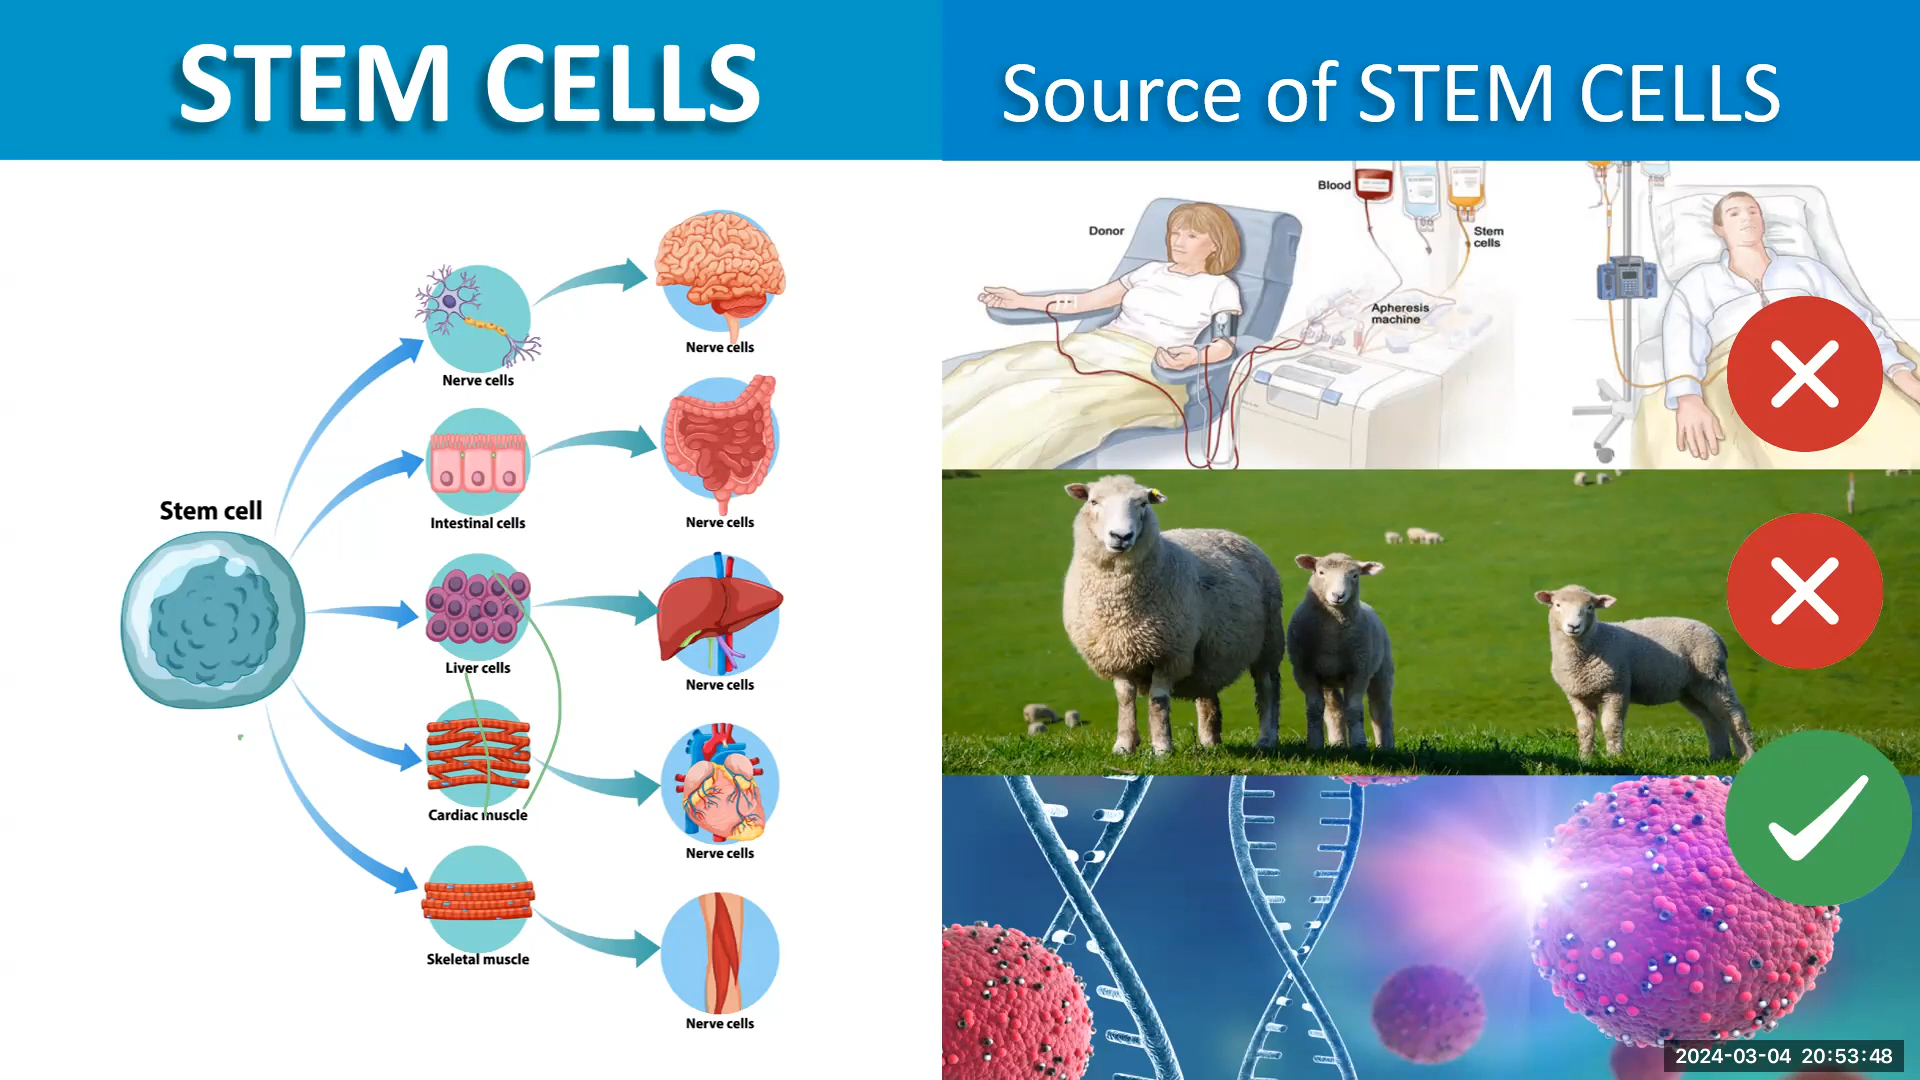 STEM CELLS
Stem cell
Nerve cells
Nerve cells
Intestinal cells
Nerve cells
Liver cells
Nerve cells
Cardiac muscle
Nerve cells
Skeletal muscle
Nerve cells
Source of STEM CELLS
Blood
Donor
Stem
cells
Apheresis
machine
2024-03-04 20:53:48